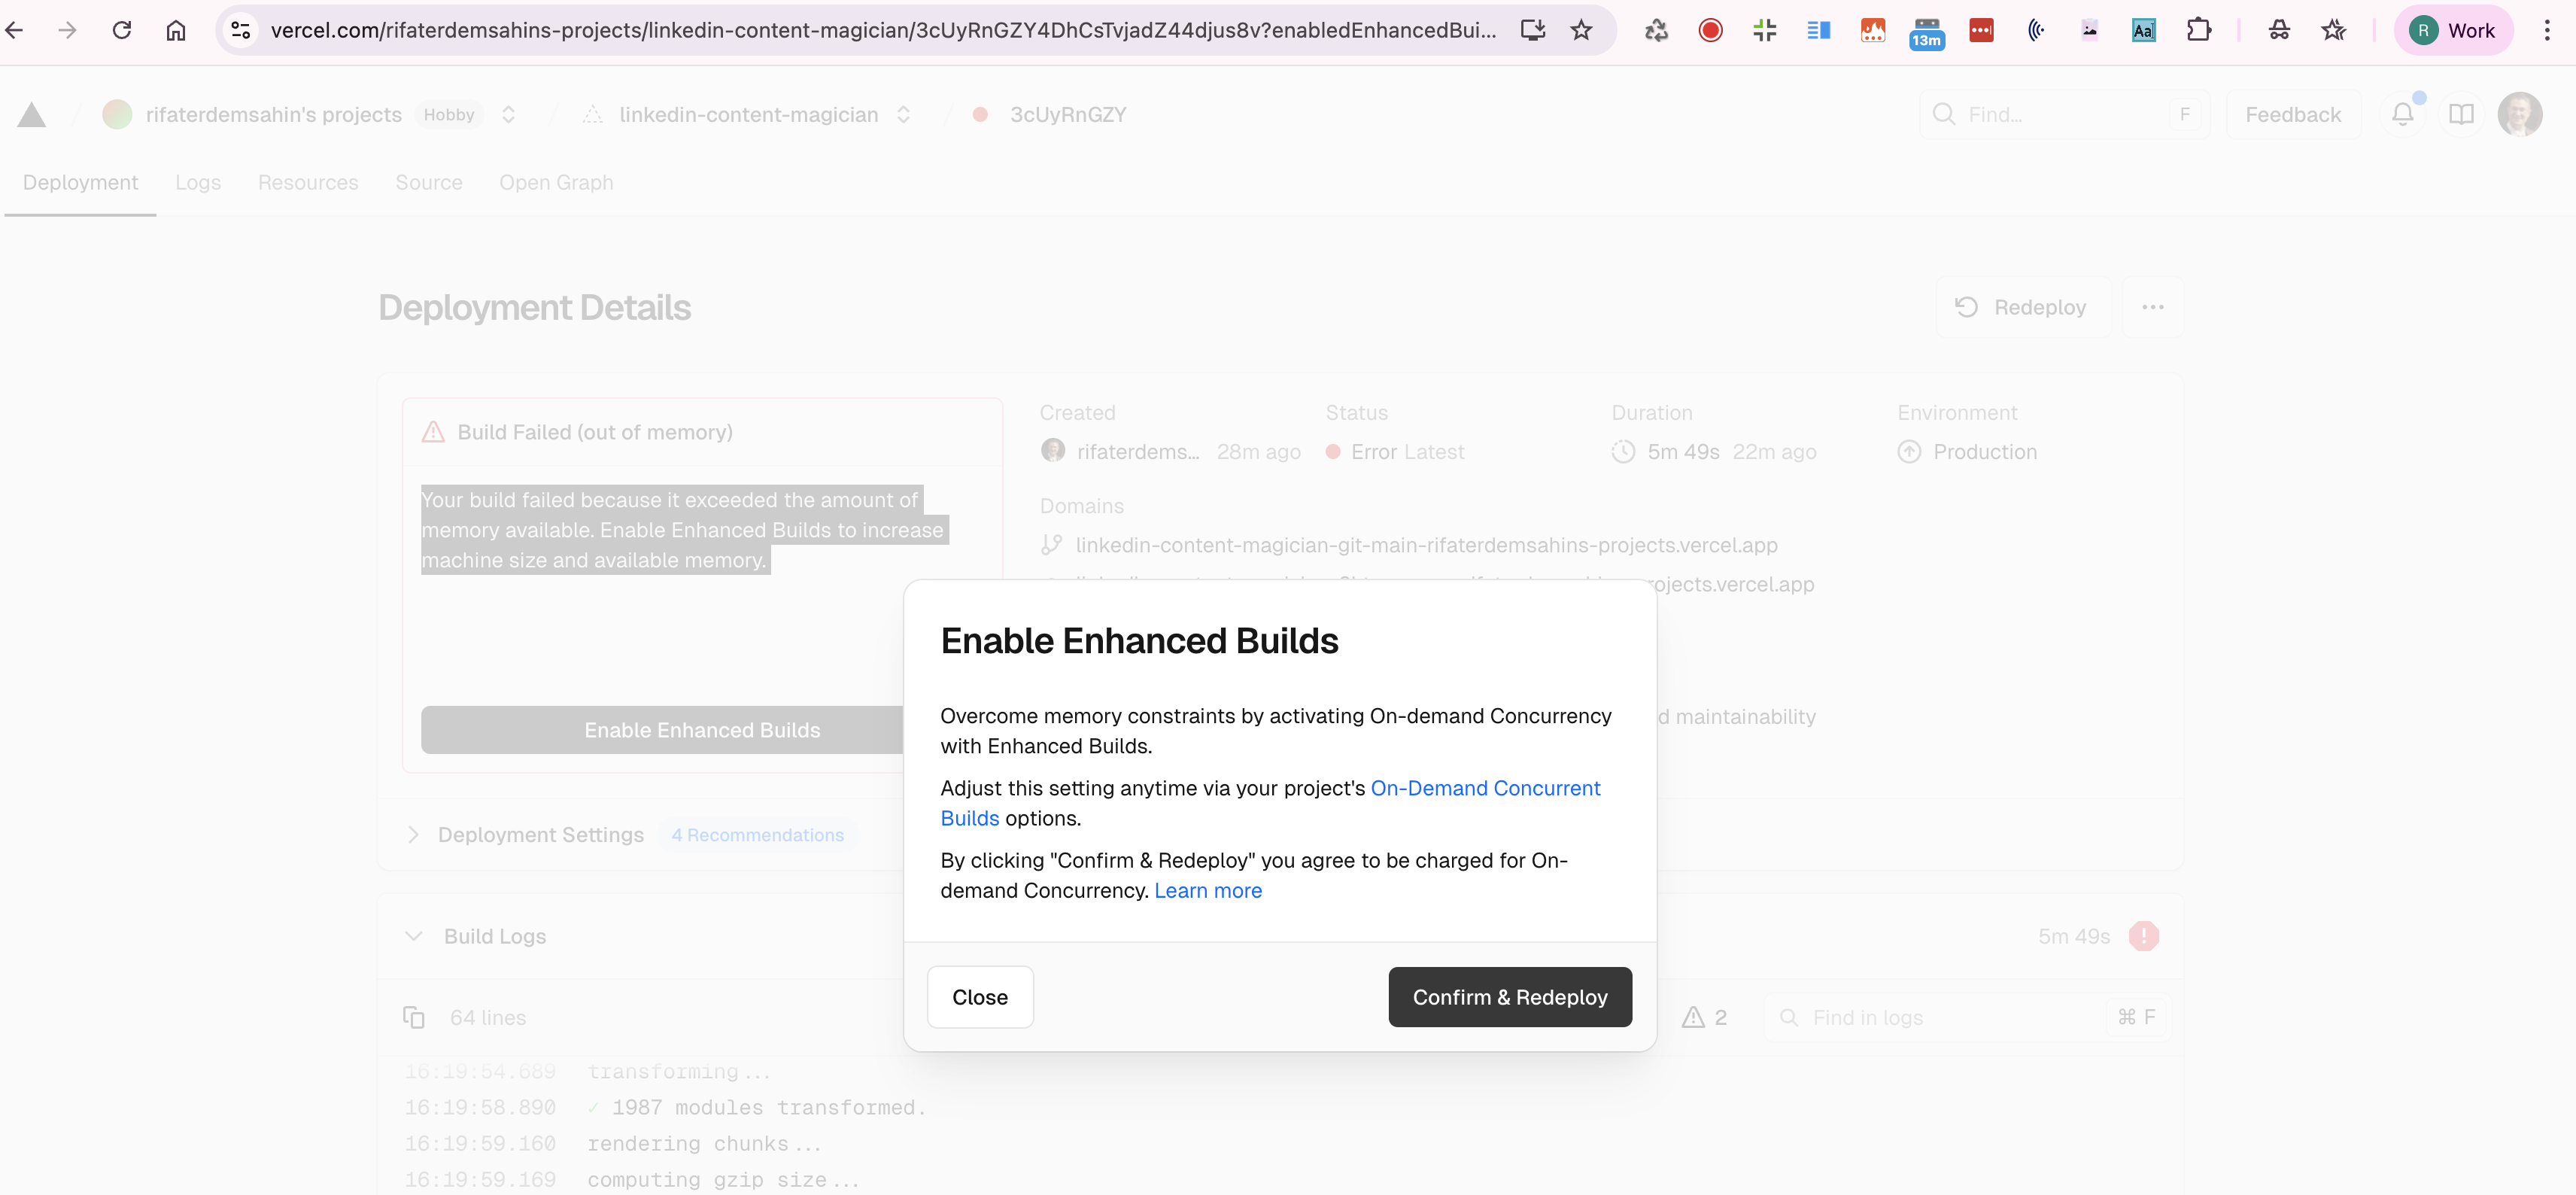 vercel.com/rifaterdemsahins-projects/linkedin-content-magician/3cUyRnGZY4DhCsTvjadZ44djus8v?enabledEnhancedBui...
13m
Aa
R Work
rifaterdemsahin's projects Hobby
linkedin-content-magician
3cUyRnGZY
Find... F
Feedback
Deployment Logs Resources Source Open Graph
Deployment Details
Redeploy
Build Failed (out of memory)
Your build failed because it exceeded the amount of
memory available. Enable Enhanced Builds to increase
machine size and available memory.
Enable Enhanced Builds
Created Status Duration Environment
rifaterdems... 28m ago Error Latest 5m 49s 22m ago Production
Domains
linkedin-content-magician-git-main-rifaterdemsahins-projects.vercel.app
rojects.vercel.app
d maintainability
Deployment Settings 4 Recommendations
Enable Enhanced Builds
Overcome memory constraints by activating On-demand Concurrency
with Enhanced Builds.
Adjust this setting anytime via your project's On-Demand Concurrent
Builds options.
By clicking "Confirm & Redeploy" you agree to be charged for On-
demand Concurrency. Learn more
Close Confirm & Redeploy
Build Logs 5m 49s
64 lines 2 Find in logs ⌘ F
16:19:54.689 transforming...
16:19:58.890 ✓ 1987 modules transformed.
16:19:59.160 rendering chunks...
16:19:59.169 computing gzip size...